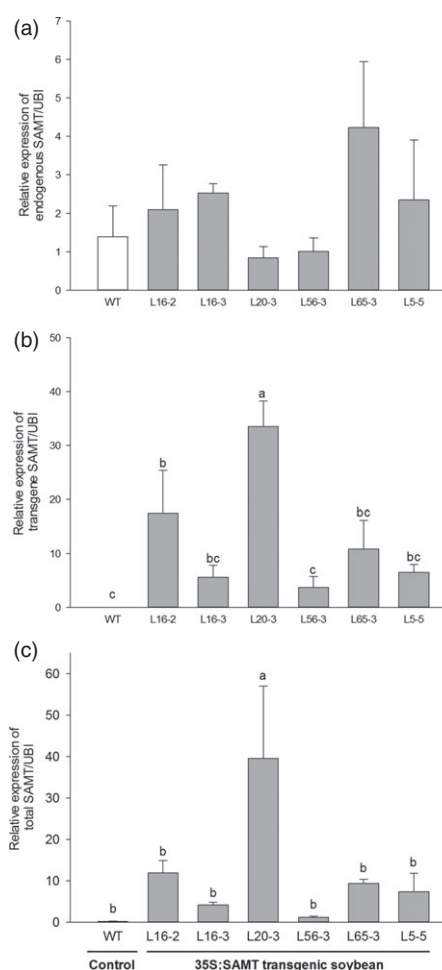 (a)
Relative expression of
endogenous SAMT/UBI
7
6
5
4
3
2
1
0
WT L16-2 L16-3 L20-3 L56-3 L65-3 L5-5
(b)
Relative expression of
transgene SAMT/UBI
50
40
30
20
10
0
c b bc a c bc bc
WT L16-2 L16-3 L20-3 L56-3 L65-3 L5-5
(c)
Relative expression of
total SAMT/UBI
60
50
40
30
20
10
0
b b b a b b b
WT L16-2 L16-3 L20-3 L56-3 L65-3 L5-5
Control 35S:SAMT transgenic soybean